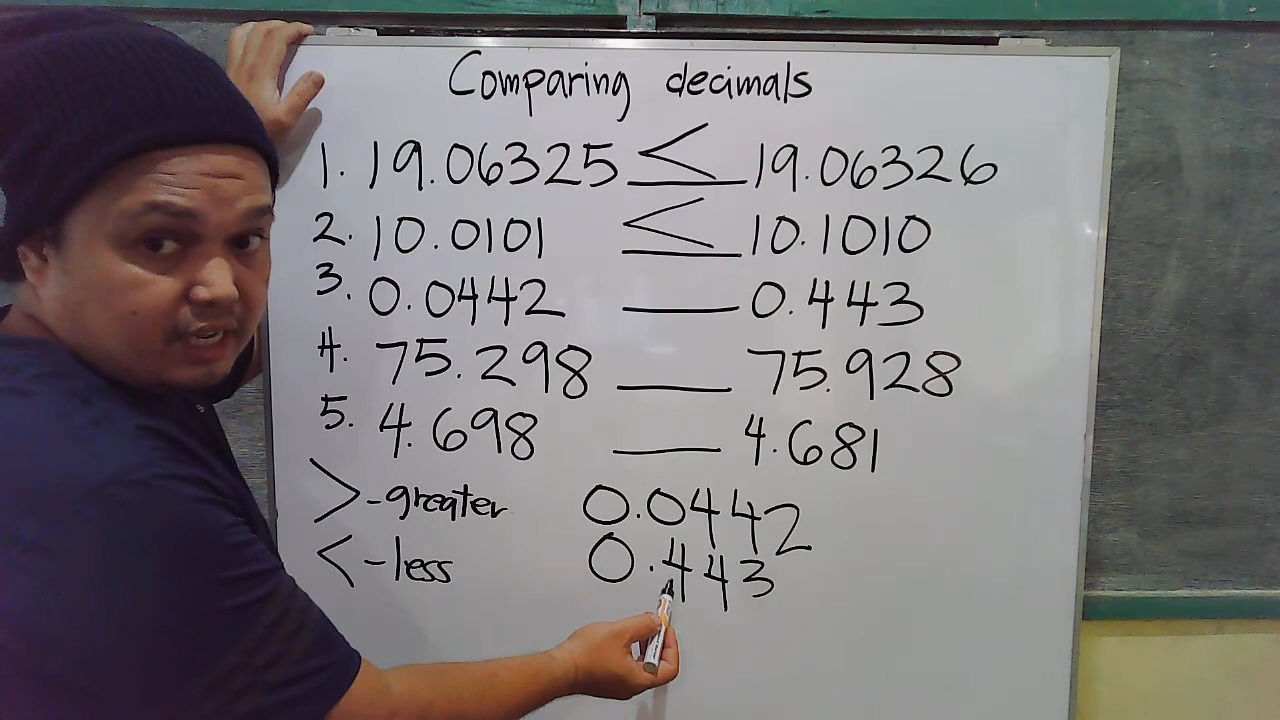 Comparing decimals
1. 19.06325 < 19.06326
2. 10.0101 < 10.1010
3. 0.0442 ___ 0.443
4. 75.298 ___ 75.928
5. 4.698 ___ 4.681
> - greater
< - less
0.0442
0.443